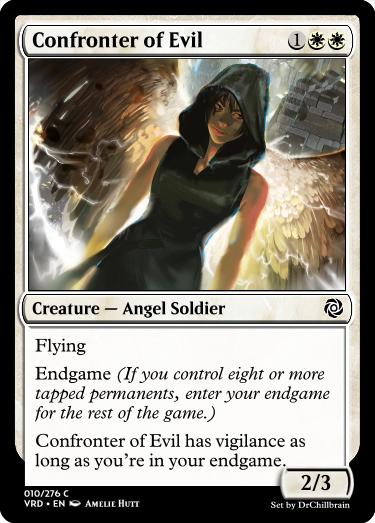 Confronter of Evil 1
Creature — Angel Soldier
Flying
Endgame (If you control eight or more
tapped permanents, enter your endgame
for the rest of the game.)
Confronter of Evil has vigilance as
long as you're in your endgame.
2/3
010/276 C
VRD • EN Amelie Hutt
Set by DrChillbrain